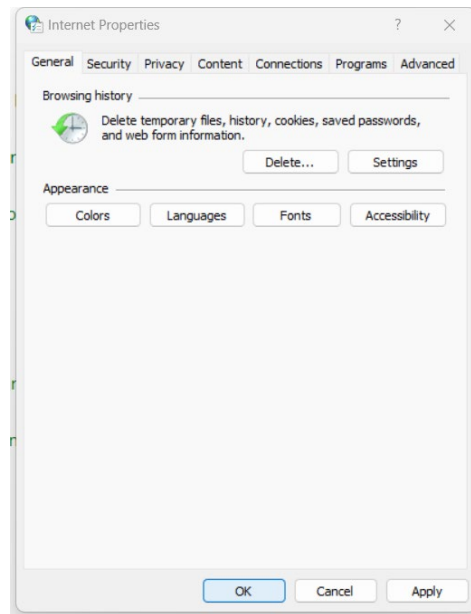 Internet Properties ? ×
General Security Privacy Content Connections Programs Advanced
Browsing history
Delete temporary files, history, cookies, saved passwords,
and web form information.
Delete... Settings
Appearance
Colors Languages Fonts Accessibility
OK Cancel Apply